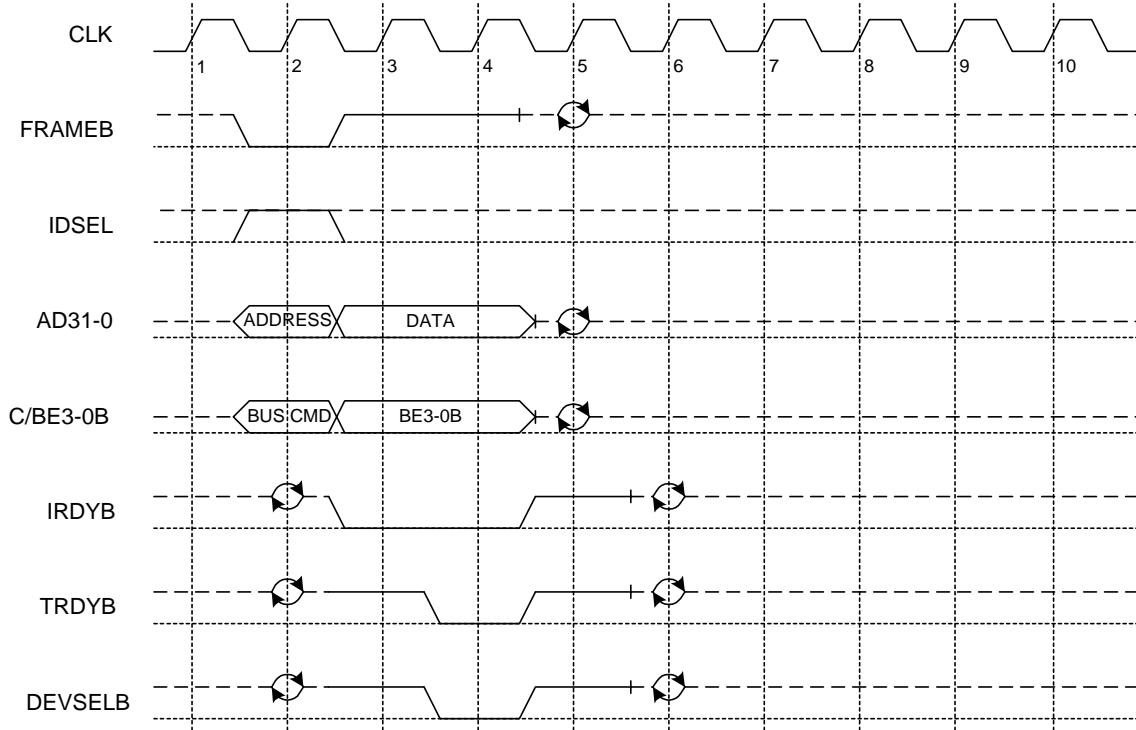 CLK
1 2 3 4 5 6 7 8 9 10
FRAMEB
IDSEL
AD31-0 ADDRESS DATA
C/BE3-0B BUS CMD BE3-0B
IRDYB
TRDYB
DEVSELB